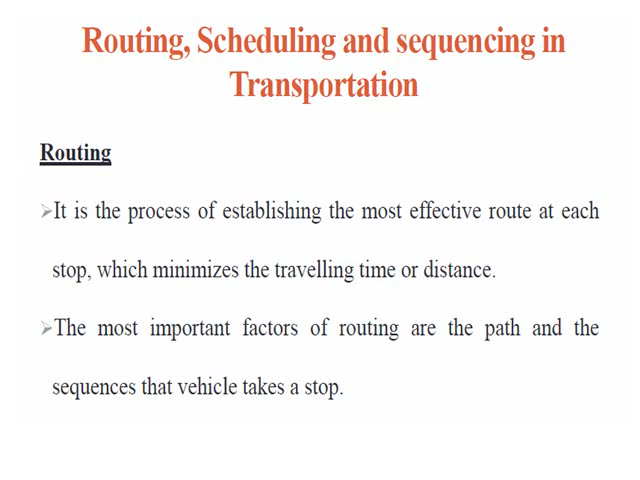 Routing, Scheduling and sequencing in
Transportation
Routing
➢It is the process of establishing the most effective route at each
stop, which minimizes the travelling time or distance.
➢The most important factors of routing are the path and the
sequences that vehicle takes a stop.